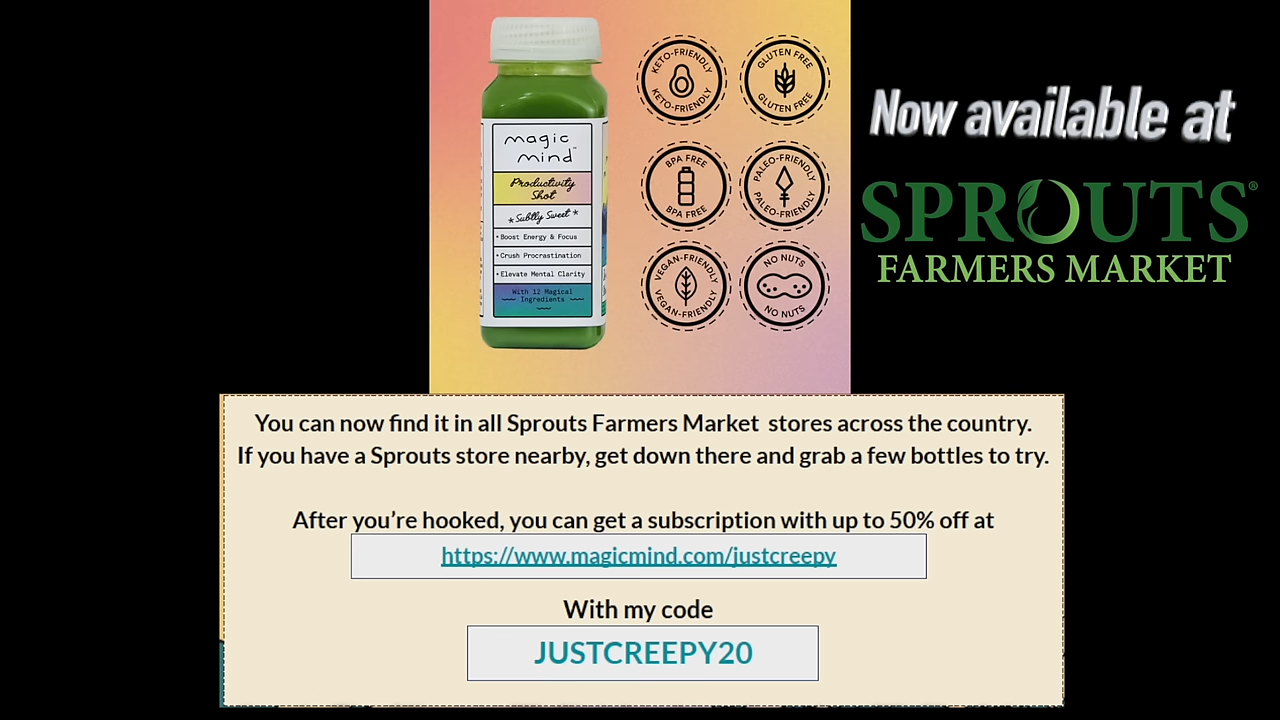 magic
mind™
Productivity
Shot
*Subtly Sweet*
• Boost Energy & Focus
• Crush Procrastination
• Elevate Mental Clarity
With 12 Magical
Ingredients
KETO-FRIENDLY
KETO-FRIENDLY
GLUTEN FREE
GLUTEN FREE
BPA FREE
BPA FREE
PALEO-FRIENDLY
PALEO-FRIENDLY
VEGAN-FRIENDLY
VEGAN-FRIENDLY
NO NUTS
NO NUTS
Now available at
SPROUTS®
FARMERS MARKET
You can now find it in all Sprouts Farmers Market stores across the country.
If you have a Sprouts store nearby, get down there and grab a few bottles to try.
After you’re hooked, you can get a subscription with up to 50% off at
https://www.magicmind.com/justcreepy
With my code
JUSTCREEPY20